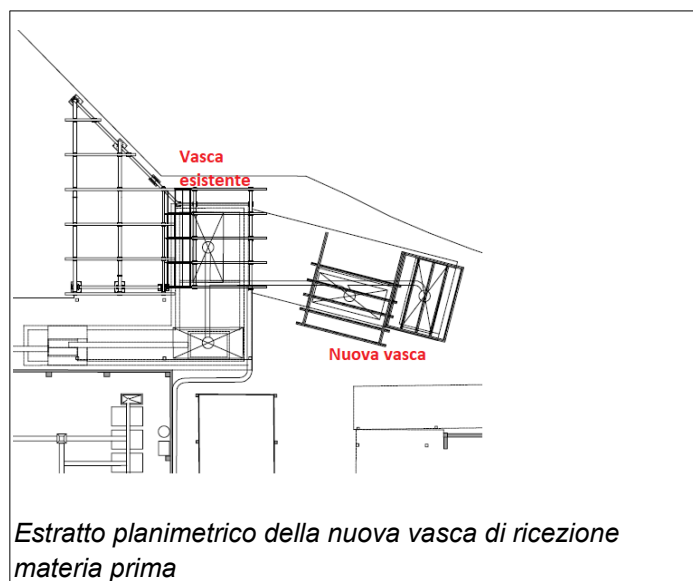 Vasca
esistente
Nuova vasca
Estratto planimetrico della nuova vasca di ricezione
materia prima